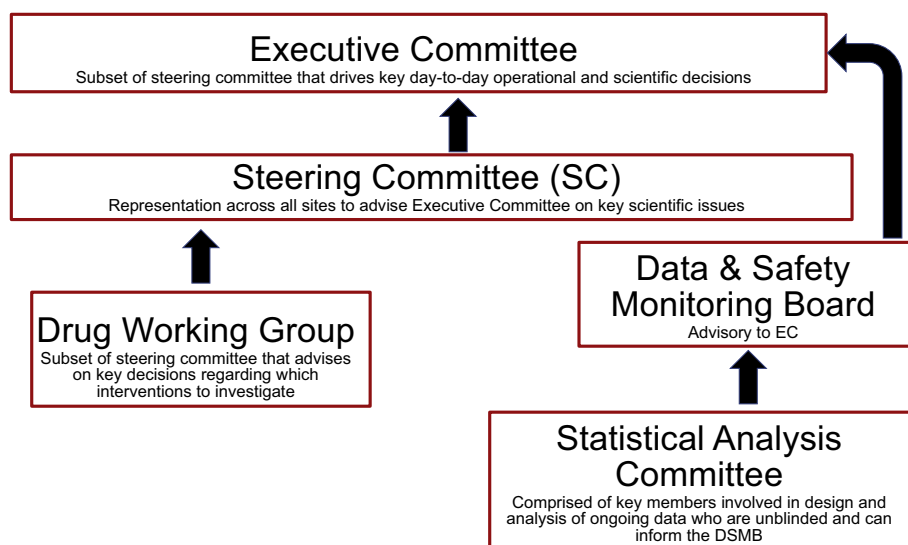 Executive Committee
Subset of steering committee that drives key day-to-day operational and scientific decisions
Steering Committee (SC)
Representation across all sites to advise Executive Committee on key scientific issues
Drug Working Group
Subset of steering committee that advises
on key decisions regarding which
interventions to investigate
Data & Safety
Monitoring Board
Advisory to EC
Statistical Analysis
Committee
Comprised of key members involved in design and
analysis of ongoing data who are unblinded and can
inform the DSMB